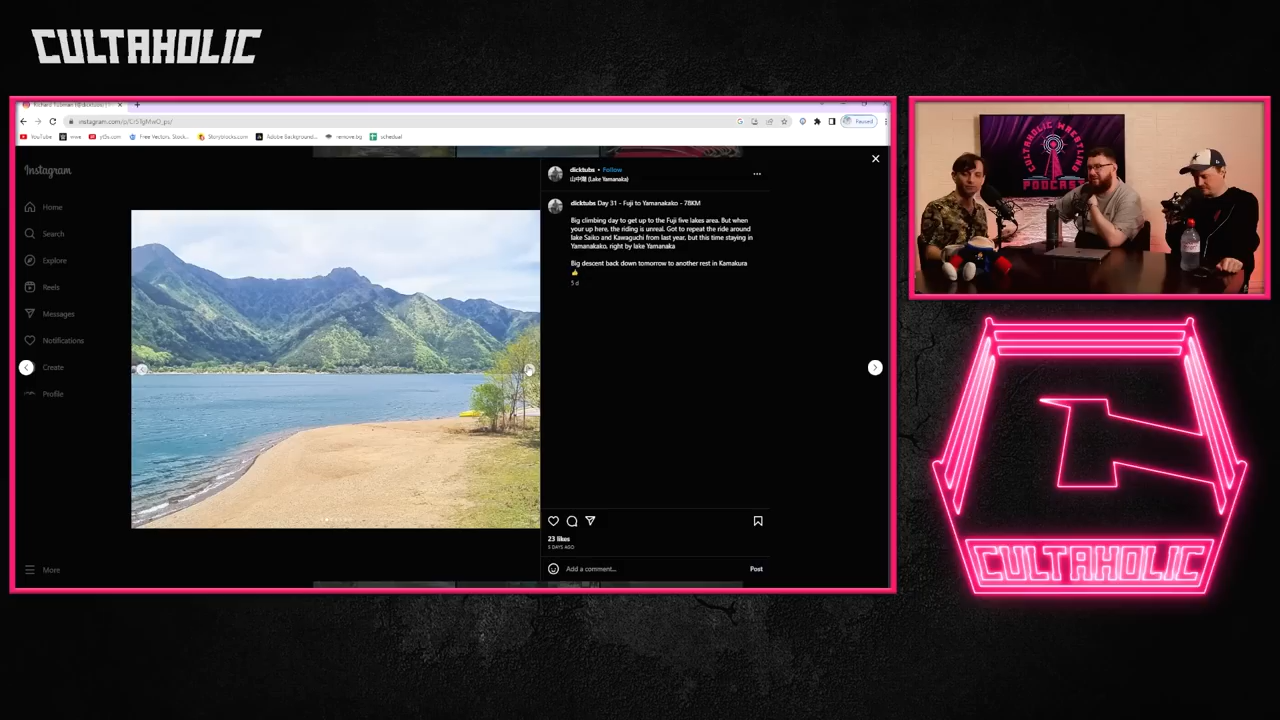 CULTAHOLIC
instagram.com/p/
YouTube
wwe
yt5s.com
Free Vectors, Stock...
Storyblocks.com
Adobe Background...
remove bg
schedual
Paused
Instagram
Home
Search
Explore
Reels
Messages
Notifications
Create
Profile
More
dicktubs • Follow
山中湖 (Lake Yamanaka)
dicktubs Day 31 - Fuji to Yamanakako - 78KM
Big climbing day to get up to the Fuji five lakes area. But when
your up here, the riding is unreal. Got to repeat the ride around
lake Saiko and Kawaguchi from last year, but this time staying in
Yamanakako, right by lake Yamanaka
Big descent back down tomorrow to another rest in Kamakura
👍
5 d
23 likes
5 DAYS AGO
Add a comment...
Post
CULTAHOLIC WRESTLING
PODCAST
CULTAHOLIC